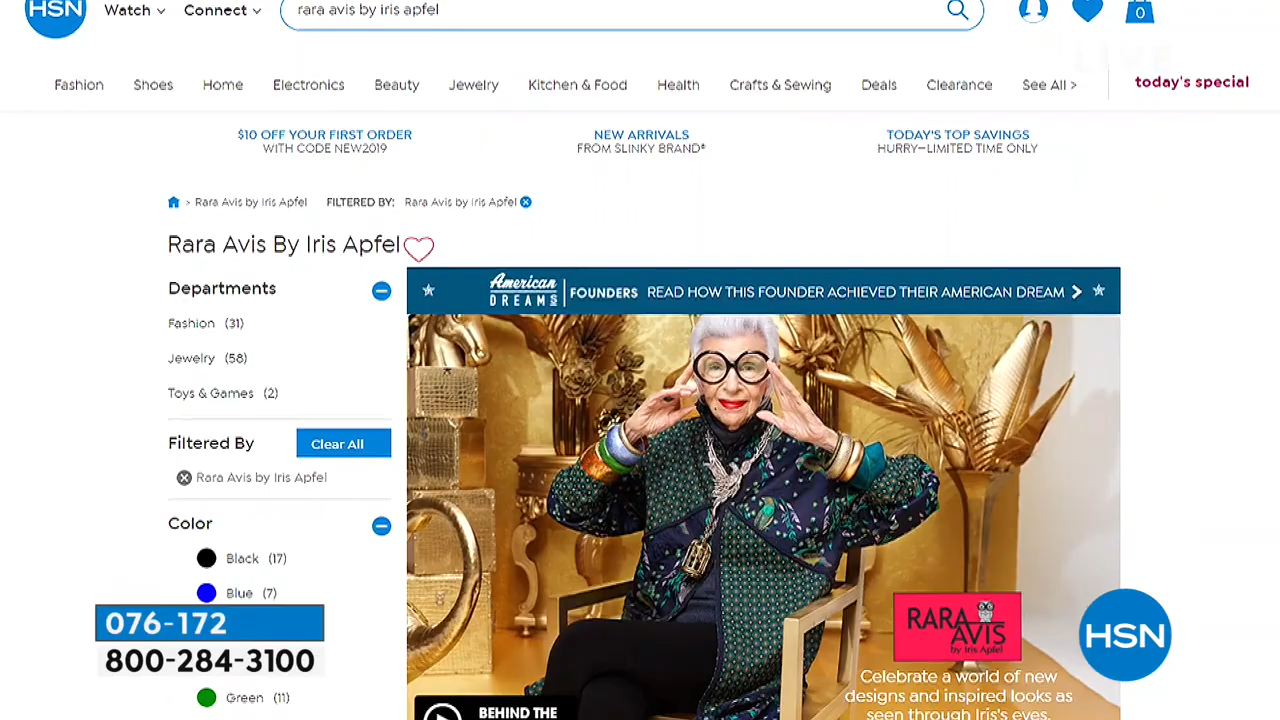 HSN
Watch
Connect
rara avis by iris apfel
0
LIVE
Fashion
Shoes
Home
Electronics
Beauty
Jewelry
Kitchen & Food
Health
Crafts & Sewing
Deals
Clearance
See All >
today's special
$10 OFF YOUR FIRST ORDER
WITH CODE NEW2019
NEW ARRIVALS
FROM SLINKY BRAND®
TODAY'S TOP SAVINGS
HURRY—LIMITED TIME ONLY
> Rara Avis by Iris Apfel
FILTERED BY: Rara Avis by Iris Apfel
Rara Avis By Iris Apfel
Departments
Fashion (31)
Jewelry (58)
Toys & Games (2)
Filtered By
Clear All
Rara Avis by Iris Apfel
Color
Black (17)
Blue (7)
076-172
800-284-3100
Green (11)
American
DREAMS
FOUNDERS
READ HOW THIS FOUNDER ACHIEVED THEIR AMERICAN DREAM
RARA
AVIS
by Iris Apfel
HSN
Celebrate a world of new
designs and inspired looks as
seen through Iris's eyes.
BEHIND THE